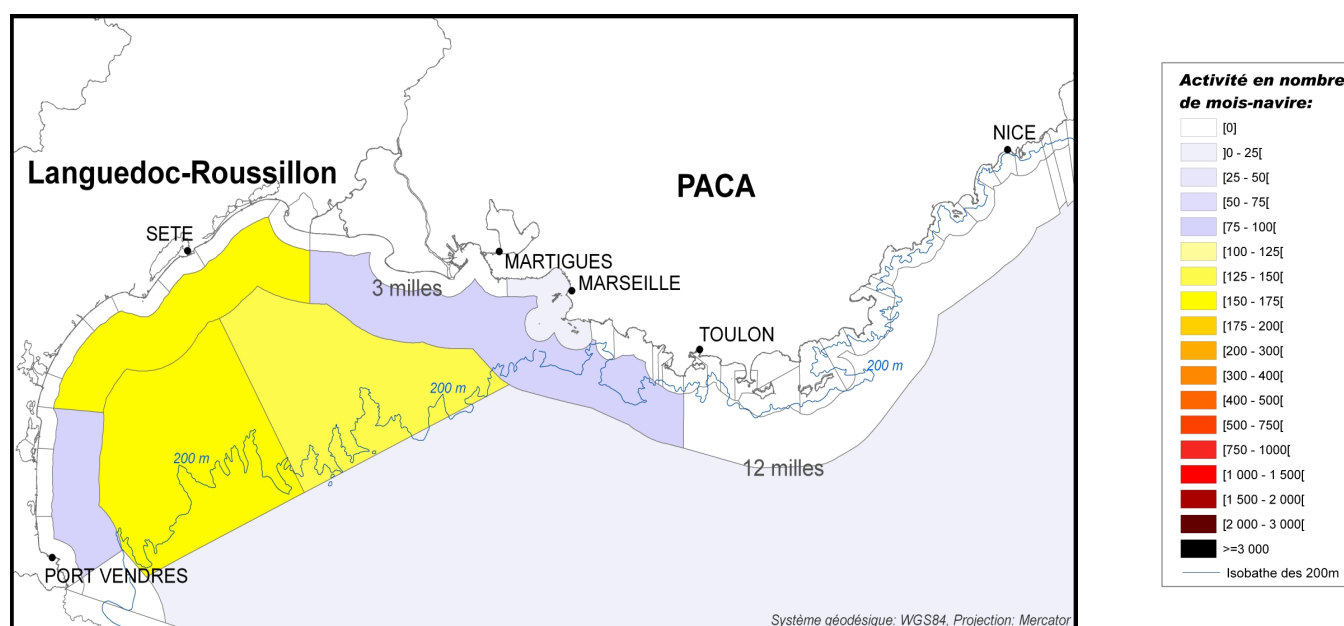 NICE
Languedoc-Roussillon
PACA
SETE
MARTIGUES
3 milles
MARSEILLE
TOULON
200 m
200 m
200 m
12 milles
PORT VENDRES
Système géodésique: WGS84, Projection: Mercator
Activité en nombre
de mois-navire:
[0]
]0 - 25[
[25 - 50[
[50 - 75[
[75 - 100[
[100 - 125[
[125 - 150[
[150 - 175[
[175 - 200[
[200 - 300[
[300 - 400[
[400 - 500[
[500 - 750[
[750 - 1000[
[1 000 - 1 500[
[1 500 - 2 000[
[2 000 - 3 000[
>=3 000
Isobathe des 200m